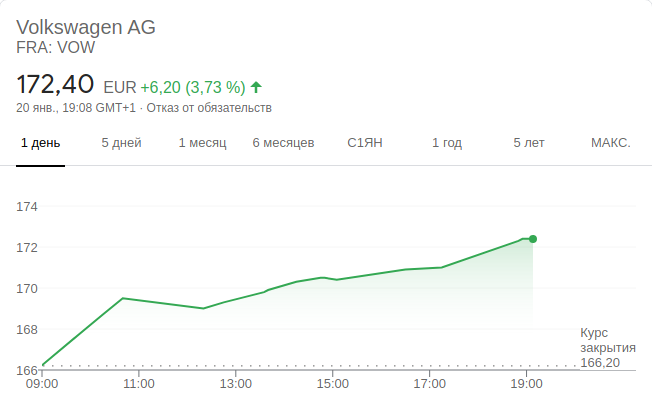 Volkswagen AG
FRA: VOW
172,40 EUR +6,20 (3,73 %)
20 янв., 19:08 GMT+1 · Отказ от обязательств
1 день 5 дней 1 месяц 6 месяцев С1ЯН 1 год 5 лет МАКС.
174
172
170
168
166
Курс
закрытия
166,20
09:00 11:00 13:00 15:00 17:00 19:00